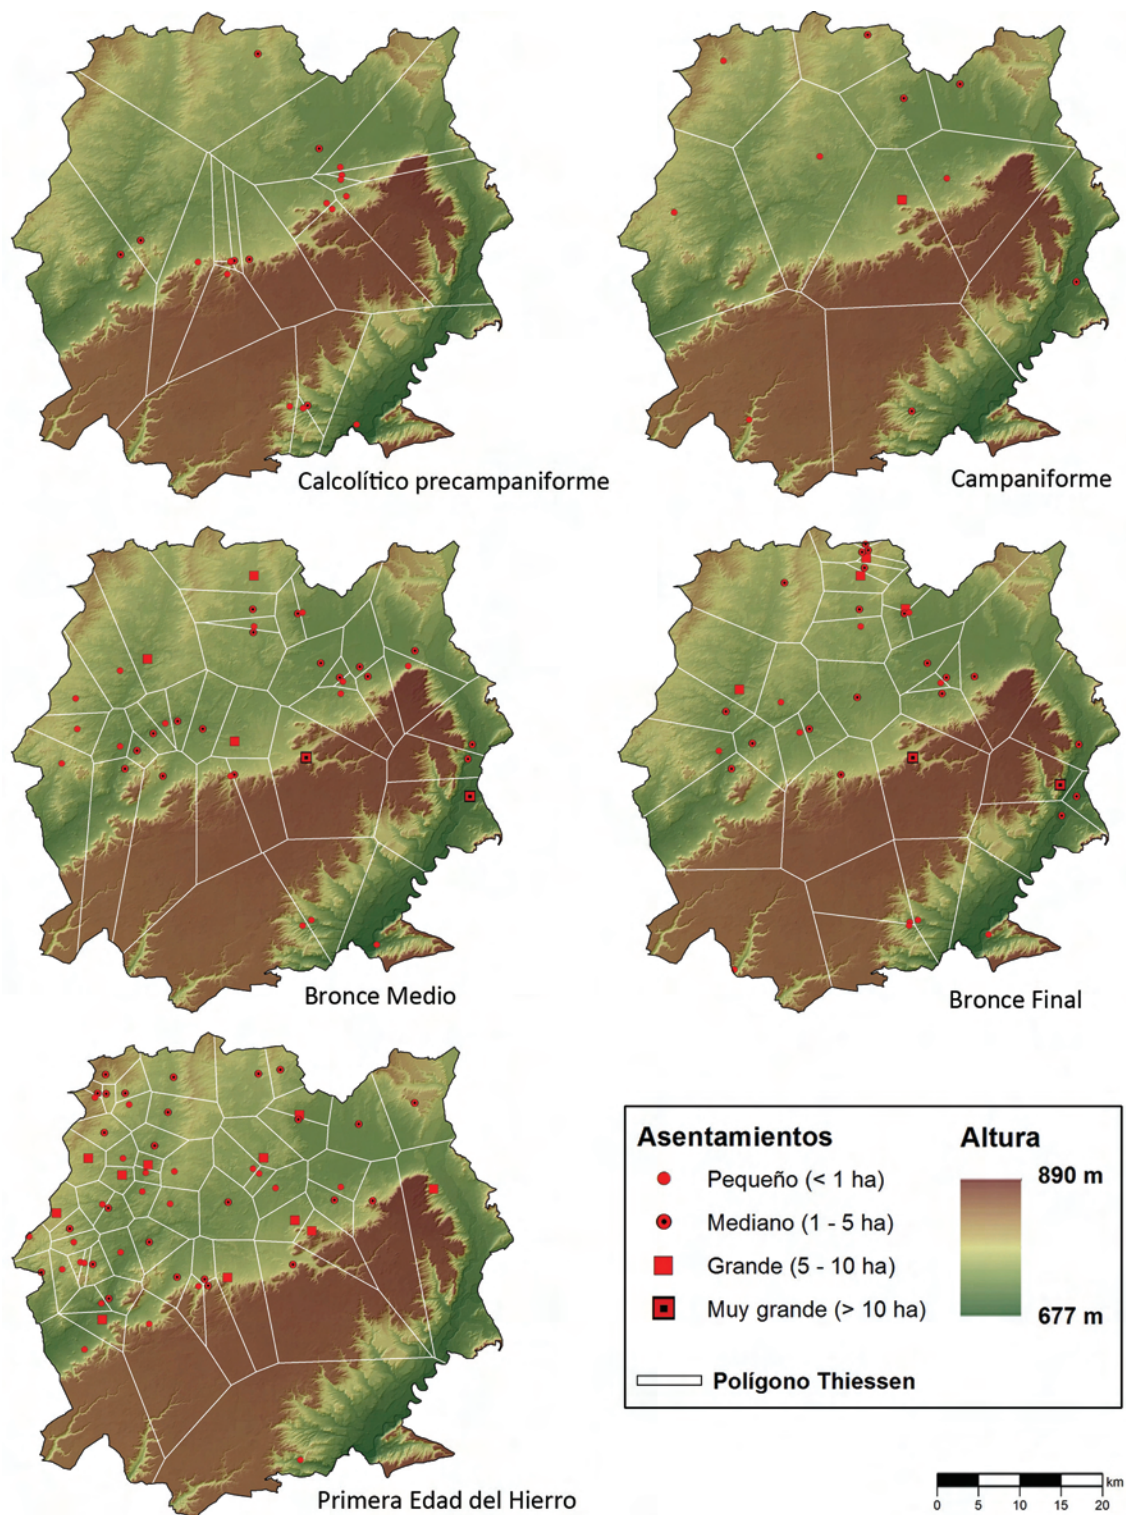 Calcolítico precampaniforme
Campaniforme
Bronce Medio
Bronce Final
Primera Edad del Hierro
Asentamientos
Pequeño (< 1 ha)
Mediano (1 - 5 ha)
Grande (5 - 10 ha)
Muy grande (> 10 ha)
Polígono Thiessen
Altura
890 m
677 m
km
0 5 10 15 20